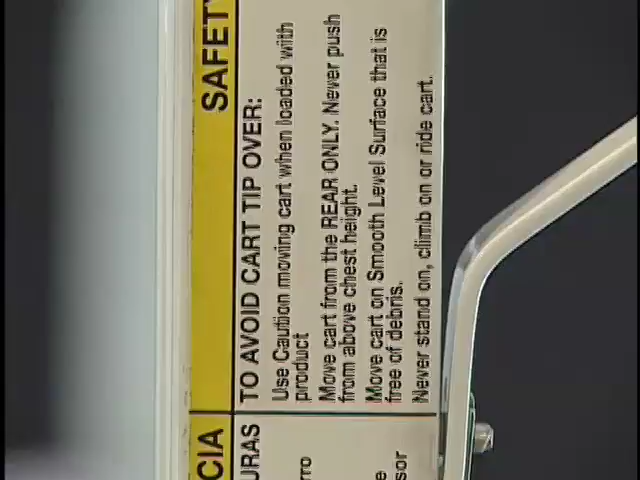 SAFETY
TO AVOID CART TIP OVER:
Use Caution moving cart when loaded with
product
Move cart from the REAR ONLY. Never push
from above chest height.
Move cart on Smooth Level Surface that is
free of debris.
Never stand on, climb on or ride cart.
CIA
URAS
rro
e
sor